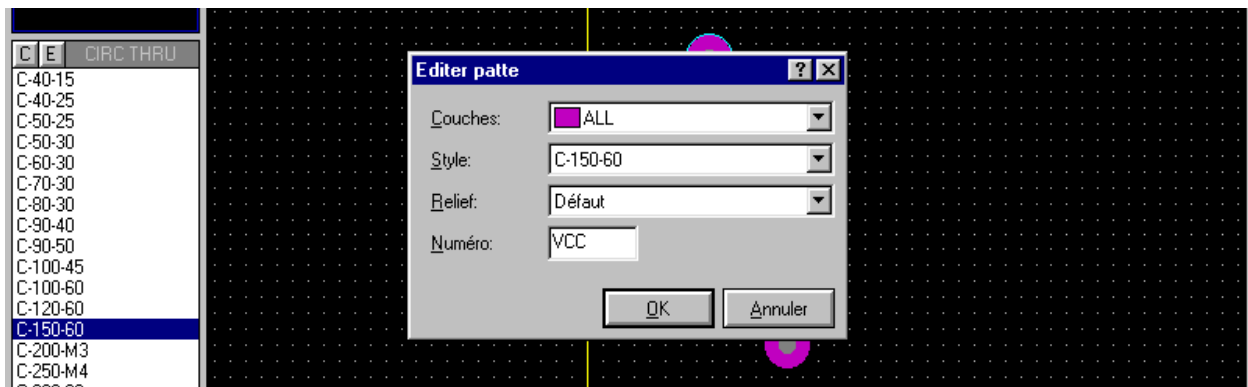 C E CIRC THRU
C-40-15
C-40-25
C-50-25
C-50-30
C-60-30
C-70-30
C-80-30
C-90-40
C-90-50
C-100-45
C-100-60
C-120-60
C-150-60
C-200-M3
C-250-M4
Editer patte
Couches: ALL
Style: C-150-60
Relief: Défaut
Numéro: VCC
OK Annuler